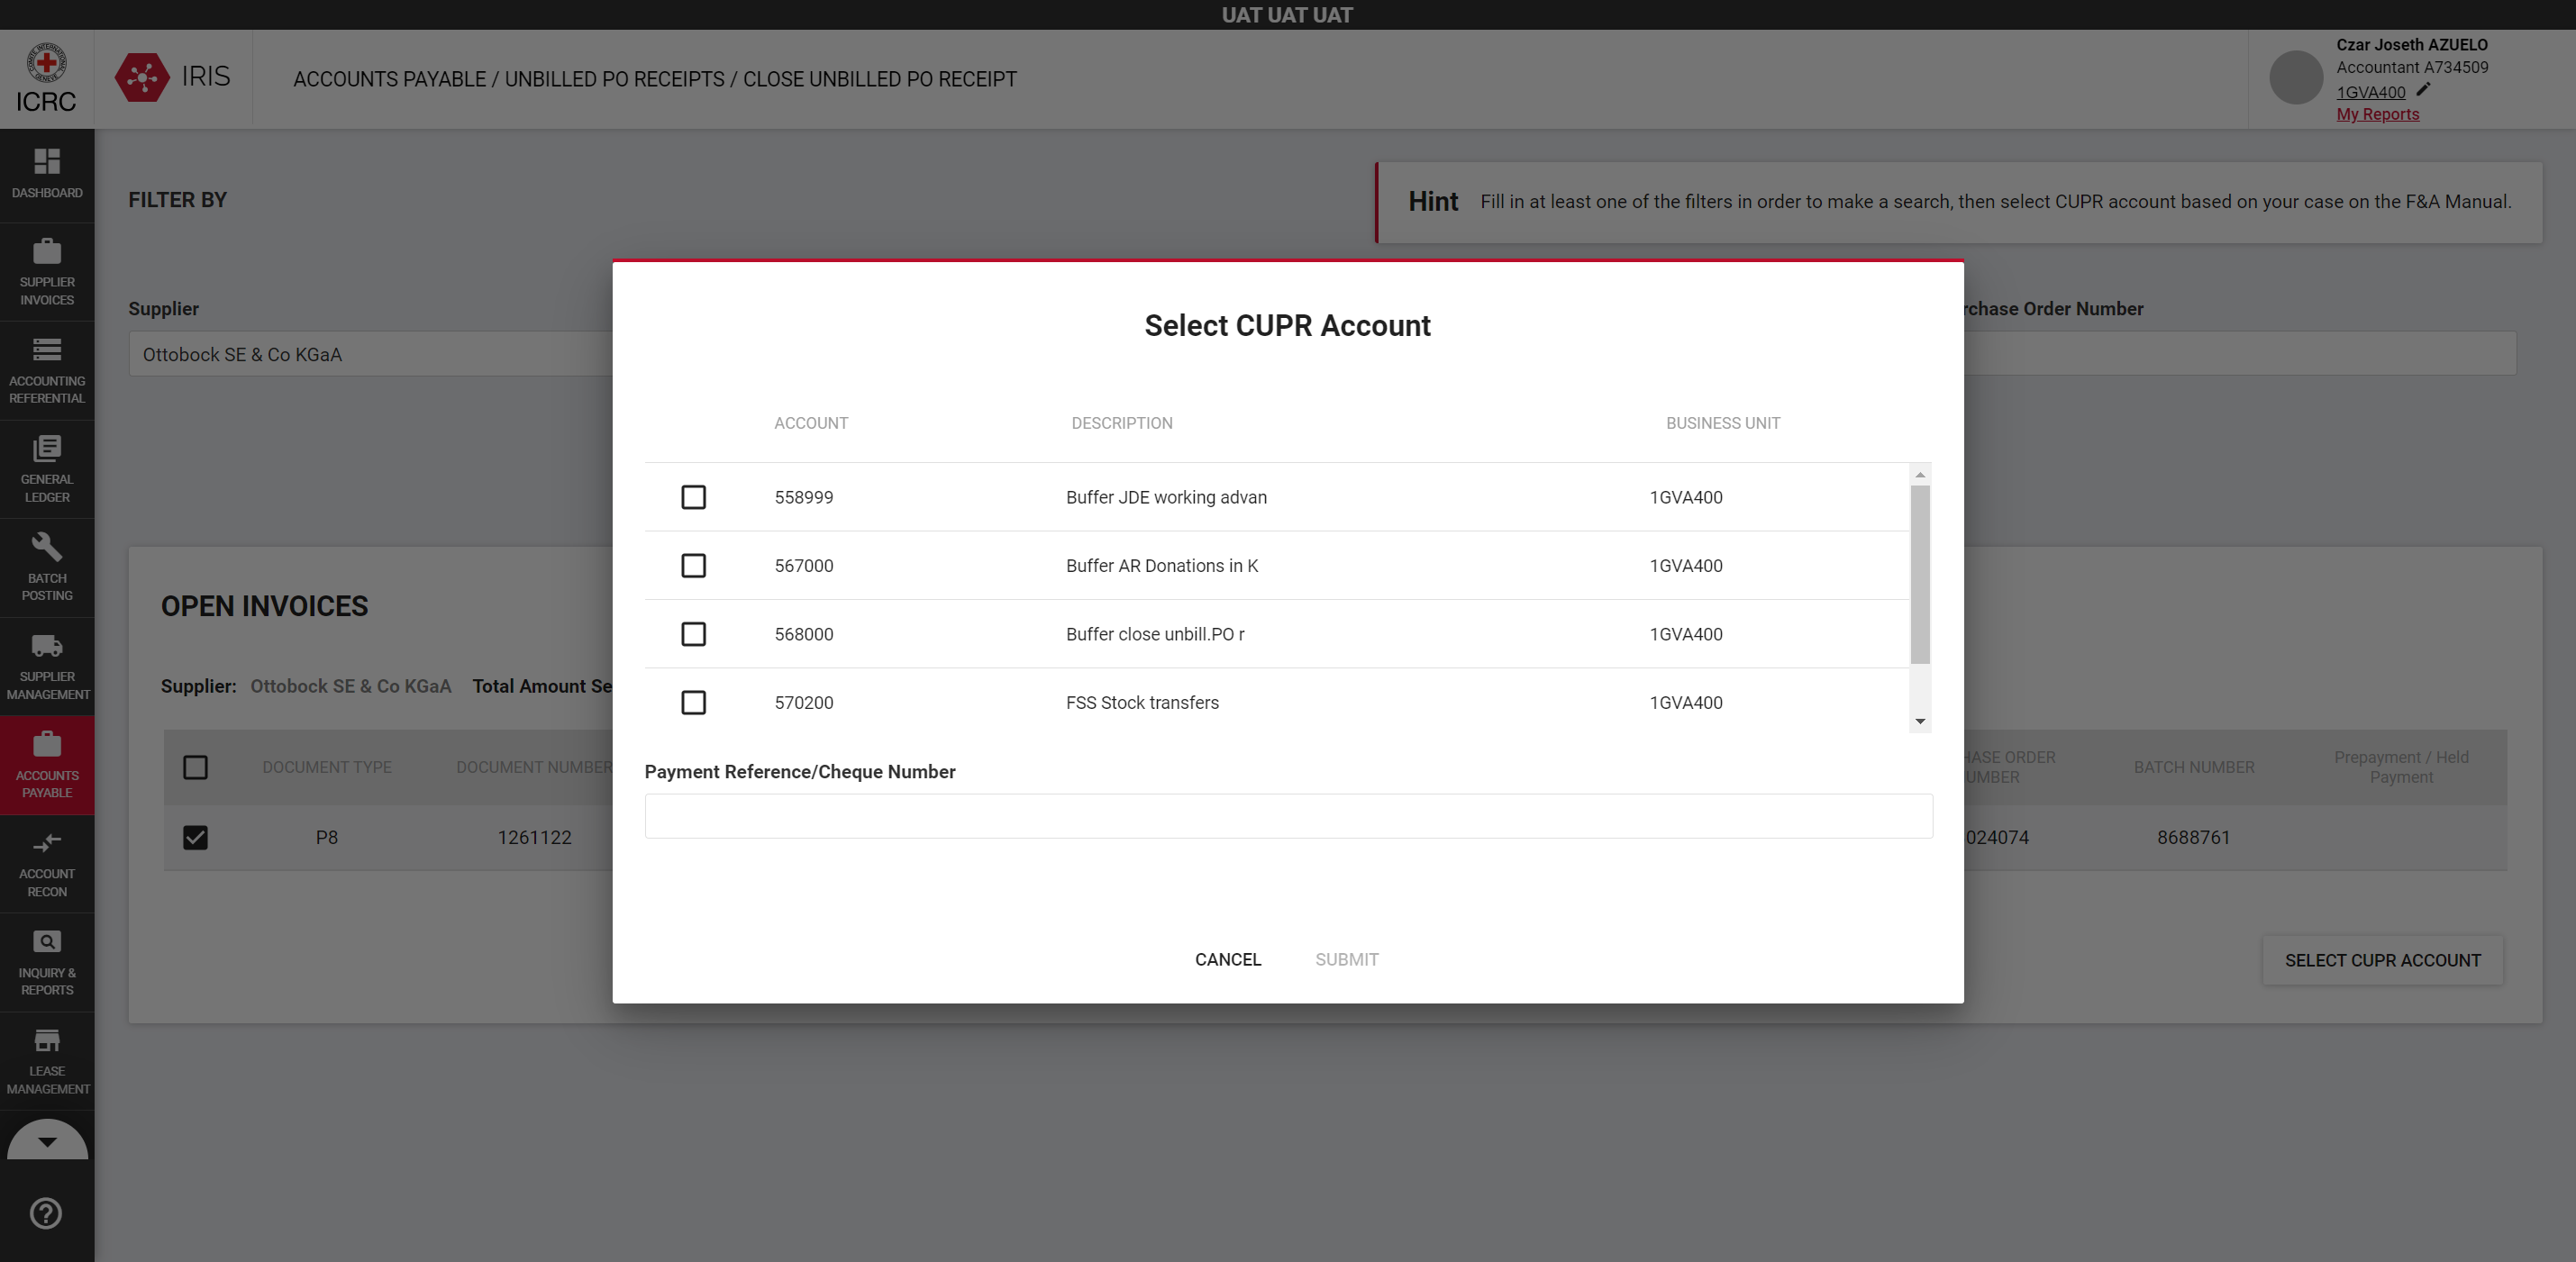 UAT UAT UAT
ICRC
IRIS
ACCOUNTS PAYABLE / UNBILLED PO RECEIPTS / CLOSE UNBILLED PO RECEIPT
Czar Joseth AZUELO
Accountant A734509
1GVA400
My Reports
DASHBOARD
SUPPLIER
INVOICES
ACCOUNTING
REFERENTIAL
GENERAL
LEDGER
BATCH
POSTING
SUPPLIER
MANAGEMENT
ACCOUNTS
PAYABLE
ACCOUNT
RECON
INQUIRY &
REPORTS
LEASE
MANAGEMENT
FILTER BY
Hint Fill in at least one of the filters in order to make a search, then select CUPR account based on your case on the F&A Manual.
Supplier
rchase Order Number
Ottobock SE & Co KGaA
Select CUPR Account
ACCOUNT DESCRIPTION BUSINESS UNIT
558999 Buffer JDE working advan 1GVA400
567000 Buffer AR Donations in K 1GVA400
568000 Buffer close unbill.PO r 1GVA400
570200 FSS Stock transfers 1GVA400
Payment Reference/Cheque Number
CANCEL SUBMIT
OPEN INVOICES
Supplier: Ottobock SE & Co KGaA Total Amount Se
DOCUMENT TYPE DOCUMENT NUMBER
HASE ORDER
UMBER
BATCH NUMBER
Prepayment / Held
Payment
P8 1261122 024074 8688761
SELECT CUPR ACCOUNT